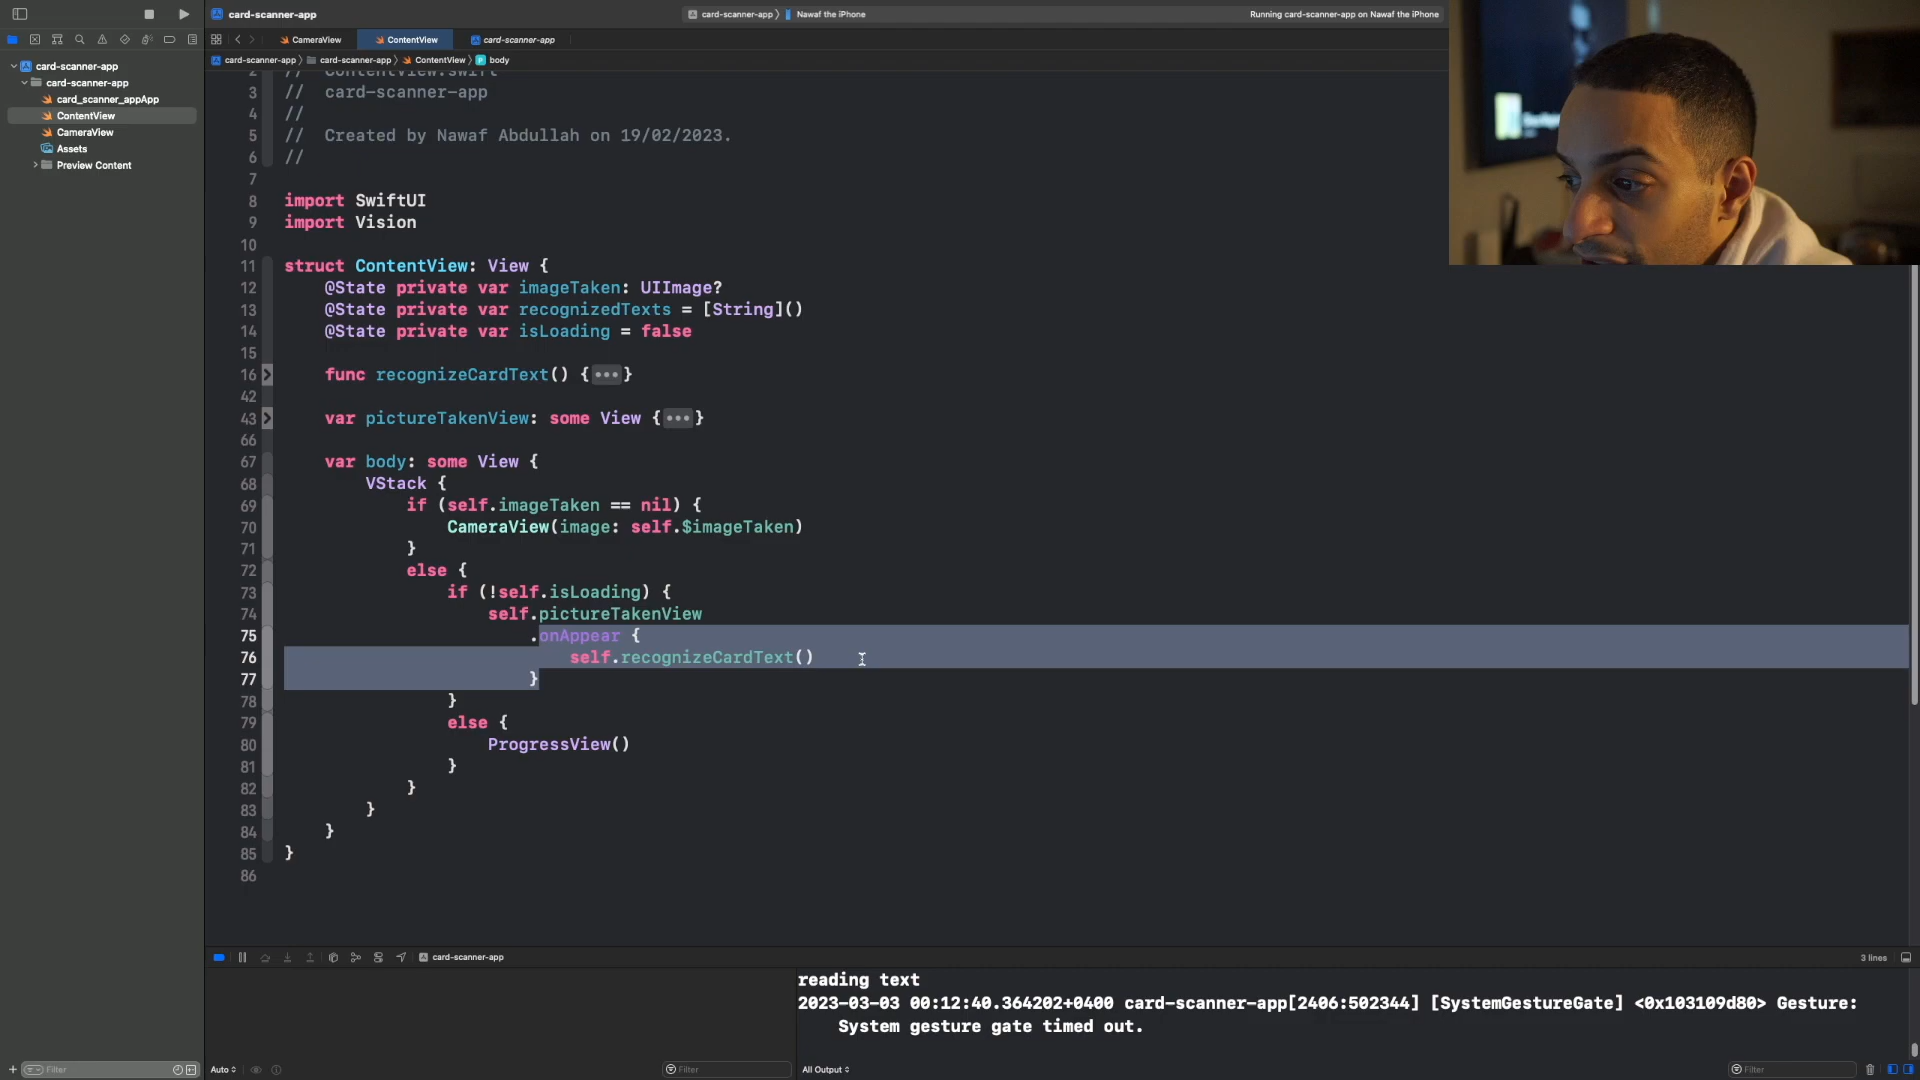 card-scanner-app
card-scanner-app 〉 Nawaf the iPhone
Running card-scanner-app on Nawaf the iPhone
CameraView
ContentView
card-scanner-app
card-scanner-app 〉 card-scanner-app 〉 ContentView 〉 body
card-scanner-app
card-scanner-app
card_scanner_appApp
ContentView
CameraView
Assets
Preview Content
2 //  ContentView.swift
3 //  card-scanner-app
4 //
5 //  Created by Nawaf Abdullah on 19/02/2023.
6 //
7
8 import SwiftUI
9 import Vision
10
11 struct ContentView: View {
12     @State private var imageTaken: UIImage?
13     @State private var recognizedTexts = [String]()
14     @State private var isLoading = false
15
16     func recognizeCardText() {•••}
42
43     var pictureTakenView: some View {•••}
66
67     var body: some View {
68         VStack {
69             if (self.imageTaken == nil) {
70                 CameraView(image: self.$imageTaken)
71             }
72             else {
73                 if (!self.isLoading) {
74                     self.pictureTakenView
75                         .onAppear {
76                             self.recognizeCardText()
77                         }
78                 }
79                 else {
80                     ProgressView()
81                 }
82             }
83         }
84     }
85 }
86
card-scanner-app
3 lines
reading text
2023-03-03 00:12:40.364202+0400 card-scanner-app[2406:502344] [SystemGestureGate] <0x103109d80> Gesture:
System gesture gate timed out.
Filter
Auto
Filter
All Output
Filter